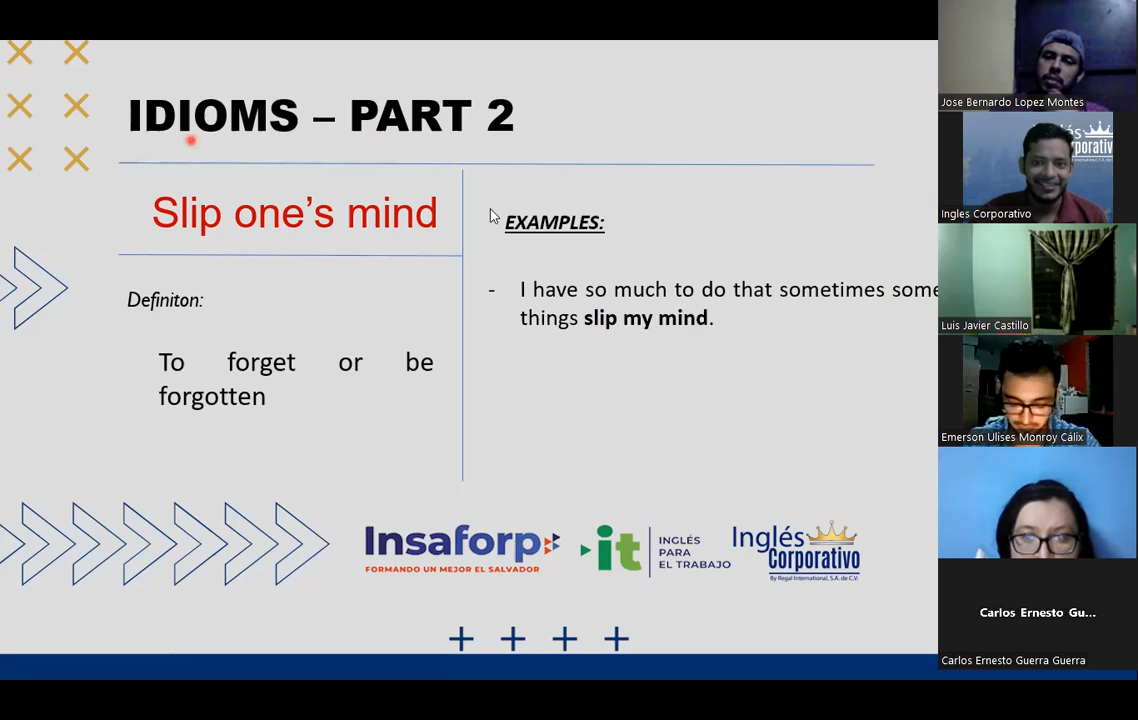 IDIOMS – PART 2
Slip one's mind
Definiton:
To forget or be
forgotten
EXAMPLES:
- I have so much to do that sometimes some
things slip my mind.
Insaforp
FORMANDO UN MEJOR EL SALVADOR
it
INGLÉS
PARA
EL TRABAJO
Inglés
Corporativo
By Regal International, S.A. de C.V.
Jose Bernardo Lopez Montes
glés
rporativo
Ingles Corporativo
Luis Javier Castillo
Emerson Ulises Monroy Cálix
Carlos Ernesto Gu...
Carlos Ernesto Guerra Guerra